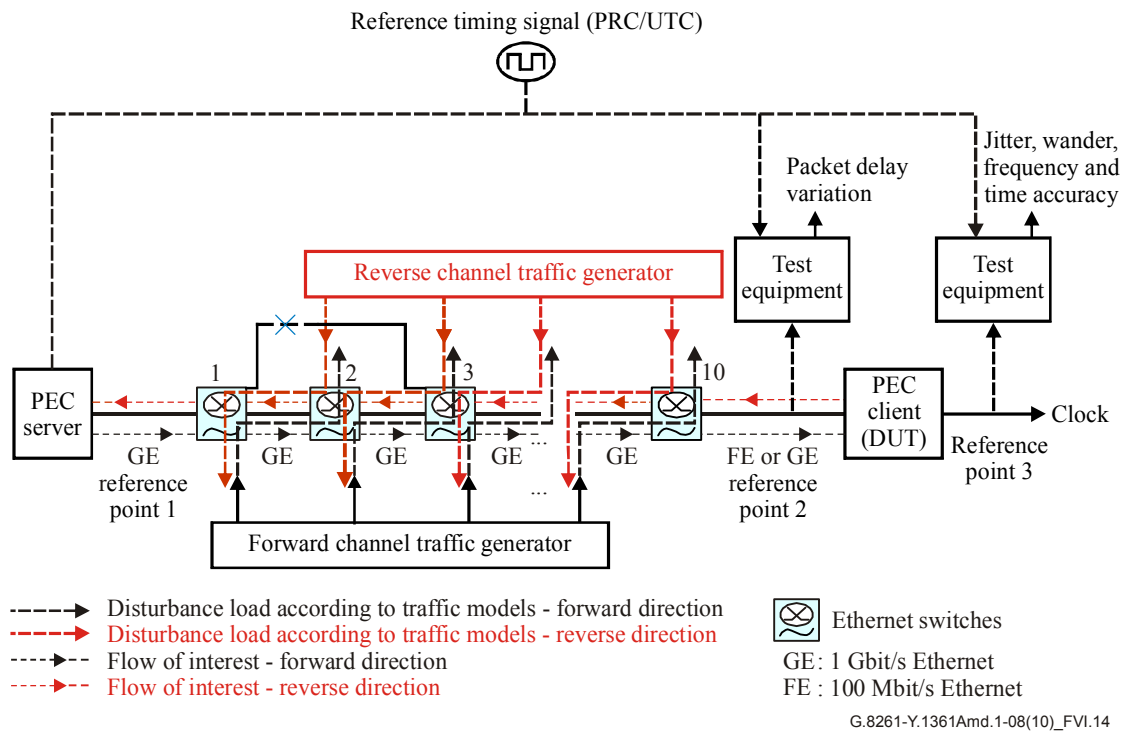 Reference timing signal (PRC/UTC)
Packet delay
variation
Jitter, wander,
frequency and
time accuracy
Reverse channel traffic generator
Test
equipment
Test
equipment
1
2
3
10
PEC
server
PEC
client
(DUT)
Clock
GE
reference
point 1
GE
GE
GE
...
GE
FE or GE
reference
point 2
Reference
point 3
...
Forward channel traffic generator
Disturbance load according to traffic models - forward direction
Disturbance load according to traffic models - reverse direction
Flow of interest - forward direction
Flow of interest - reverse direction
Ethernet switches
GE : 1 Gbit/s Ethernet
FE : 100 Mbit/s Ethernet
G.8261-Y.1361Amd.1-08(10)_FVI.14